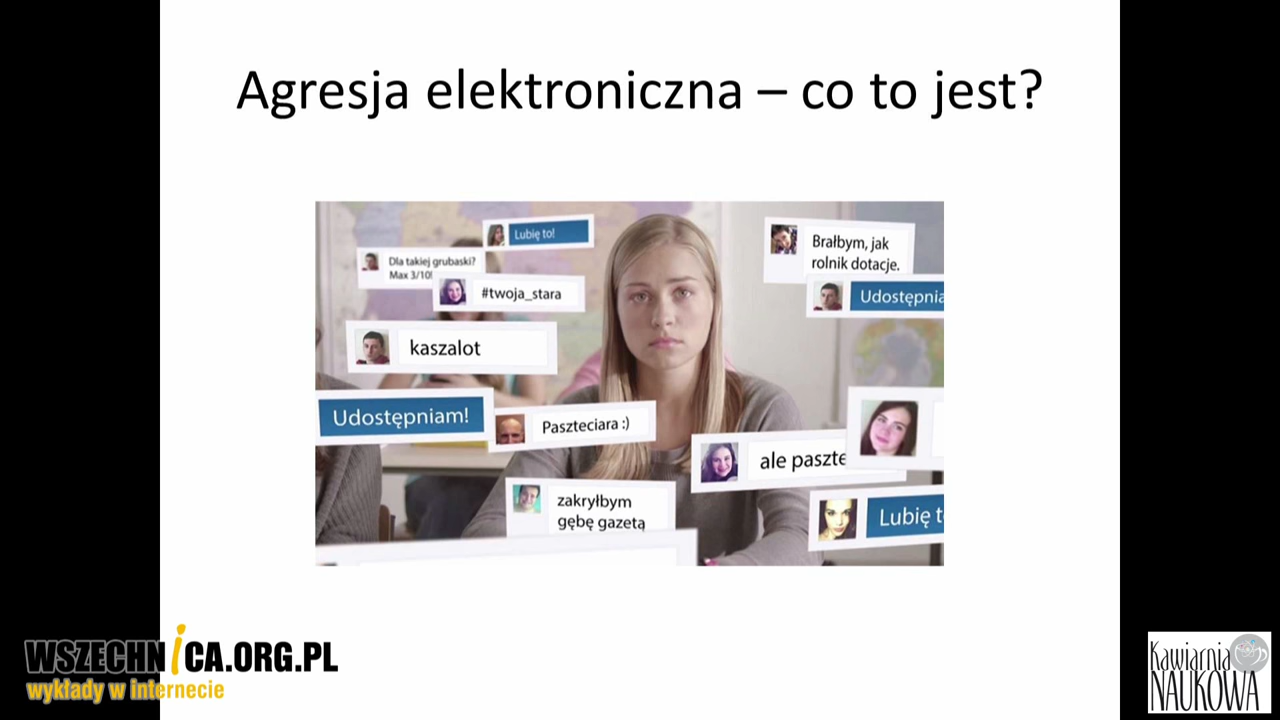 Agresja elektroniczna – co to jest?
Lubię to!
Dla takiej grubaski?
Max 3/10!
#twoja_stara
kaszalot
Udostępniam!
Paszteciara :)
zakryłbym
gębę gazetą
Brałbym, jak
rolnik dotacje.
Udostępnia
ale paszte
Lubię t
WSZECHNiCA.ORG.PL
wykłady w internecie
Kawiarnia
NAUKOWA